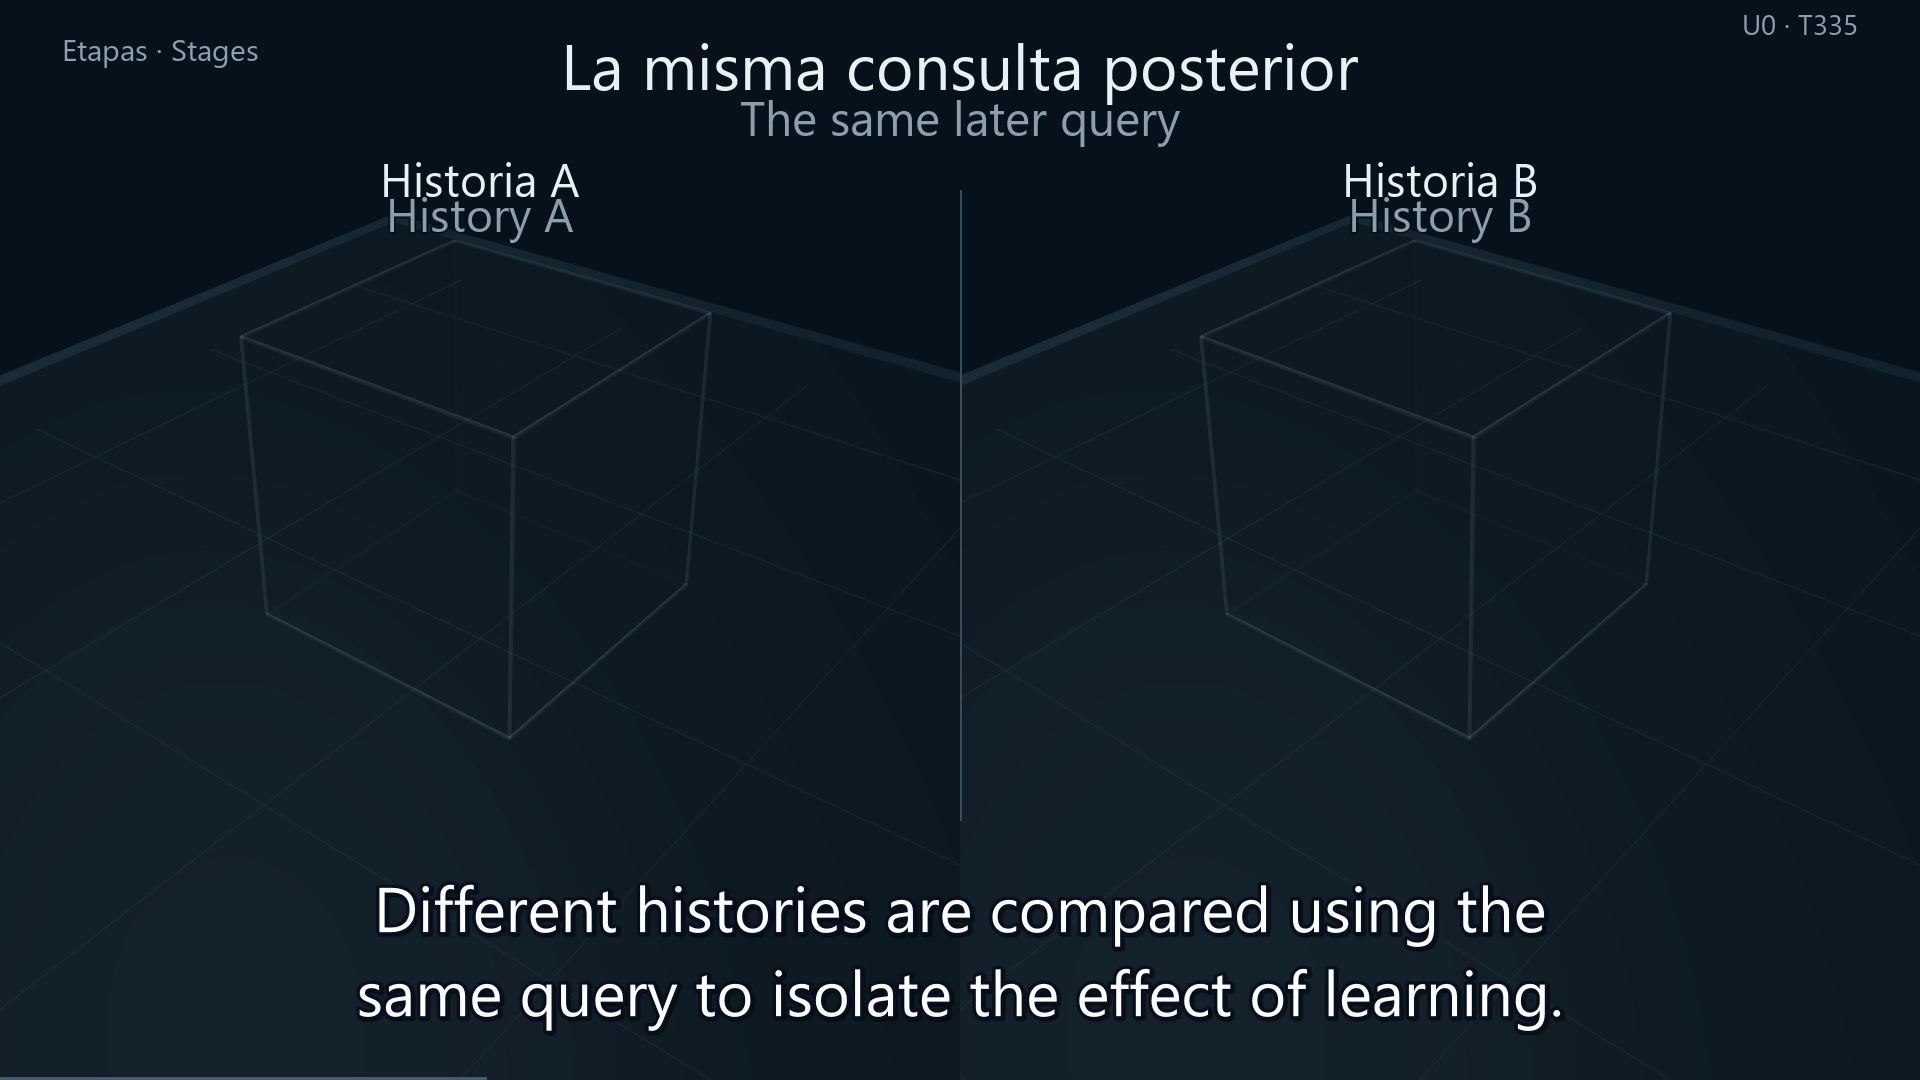 Etapas · Stages
U0 · T335
La misma consulta posterior
The same later query
Historia A
History A
Historia B
History B
Different histories are compared using the
same query to isolate the effect of learning.